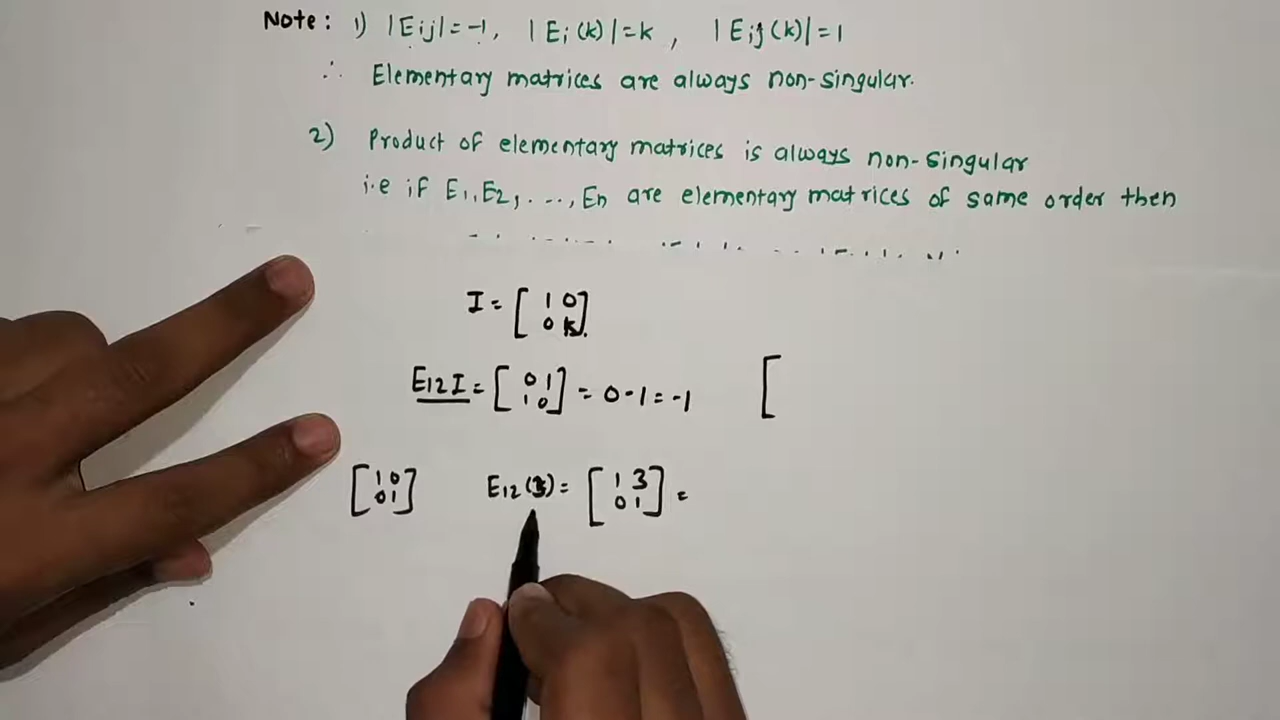 Note: 1) |Eij| = -1, |Ei(k)| = k, |Eij(k)| = 1
∴ Elementary matrices are always non-singular.
2) Product of elementary matrices is always non-singular
i.e if E1, E2, ..., En are elementary matrices of same order then
I = [ 1 0
0 k ].
E12 I = [ 0 1
1 0 ] = 0-1 = -1 [
[ 1 0
0 1 ]
E12(3) = [ 1 3
0 1 ] =